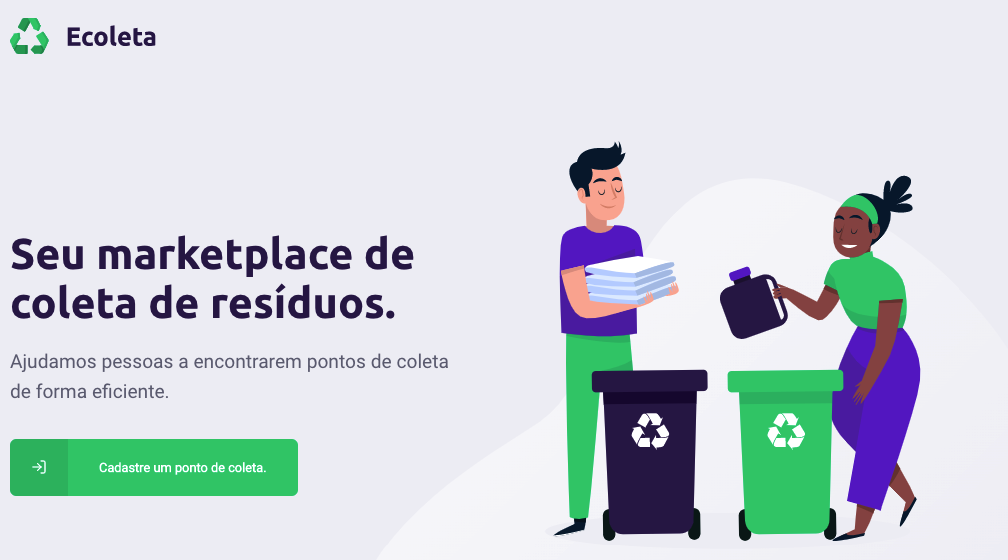 Ecoleta
Seu marketplace de
coleta de resíduos.
Ajudamos pessoas a encontrarem pontos de coleta
de forma eficiente.
Cadastre um ponto de coleta.